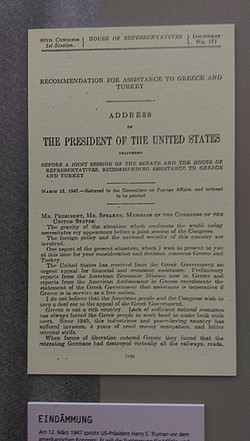 80TH CONGRESS
1st Session
HOUSE OF REPRESENTATIVES
DOCUMENT
No. 171
RECOMMENDATION FOR ASSISTANCE TO GREECE AND
TURKEY
ADDRESS
OF
THE PRESIDENT OF THE UNITED STATES
DELIVERED
BEFORE A JOINT SESSION OF THE SENATE AND THE HOUSE OF
REPRESENTATIVES, RECOMMENDING ASSISTANCE TO GREECE
AND TURKEY
MARCH 12, 1947.—Referred to the Committee on Foreign Affairs and ordered
to be printed
MR. PRESIDENT, MR. SPEAKER, MEMBERS OF THE CONGRESS OF THE
UNITED STATES:
The gravity of the situation which confronts the world today
necessitates my appearance before a joint session of the Congress.
The foreign policy and the national security of this country are
involved.
One aspect of the present situation, which I wish to present to you
at this time for your consideration and decision, concerns Greece and
Turkey.
The United States has received from the Greek Government an
urgent appeal for financial and economic assistance. Preliminary
reports from the American Economic Mission now in Greece and
reports from the American Ambassador in Greece corroborate the
statement of the Greek Government that assistance is imperative if
Greece is to survive as a free nation.
I do not believe that the American people and the Congress wish to
turn a deaf ear to the appeal of the Greek Government.
Greece is not a rich country. Lack of sufficient natural resources
has always forced the Greek people to work hard to make both ends
meet. Since 1940, this industrious and peace-loving country has
suffered invasion, 4 years of cruel enemy occupation, and bitter
internal strife.
When forces of liberation entered Greece they found that the
retreating Germans had destroyed virtually all the railways, roads,
EINDÄMMUNG
Am 12. März 1947 spricht US-Präsident Harry S. Truman vor dem
amerikanischen Kongress.